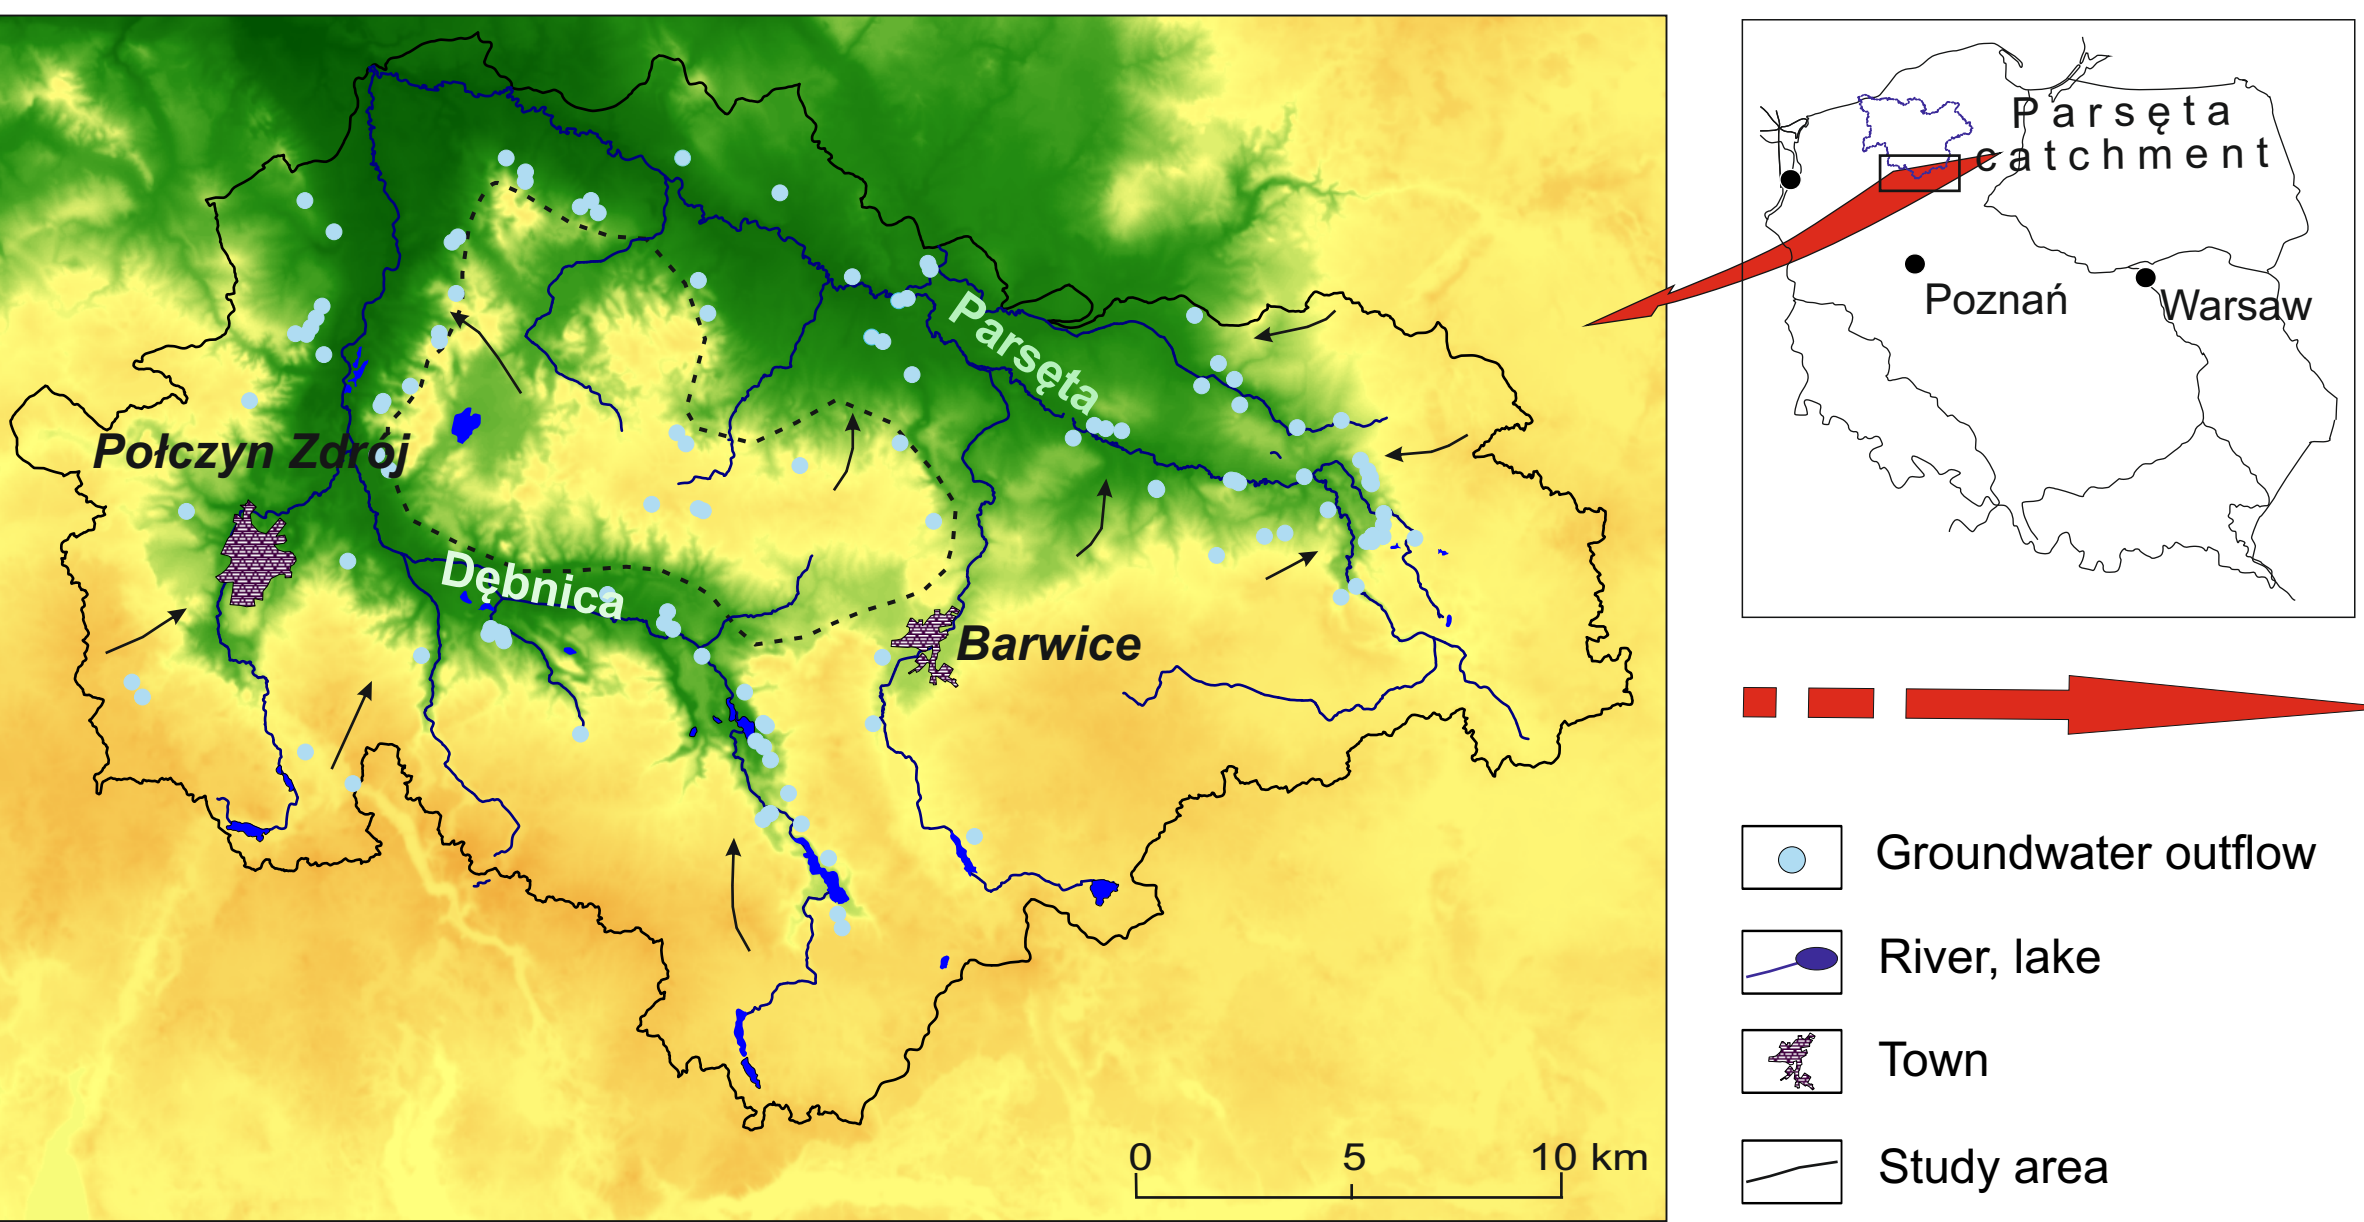 Połczyn Zdrój
Parsęta
Dębnica
Barwice
0 5 10 km
Parsęta
catchment
Poznań
Warsaw
Groundwater outflow
River, lake
Town
Study area